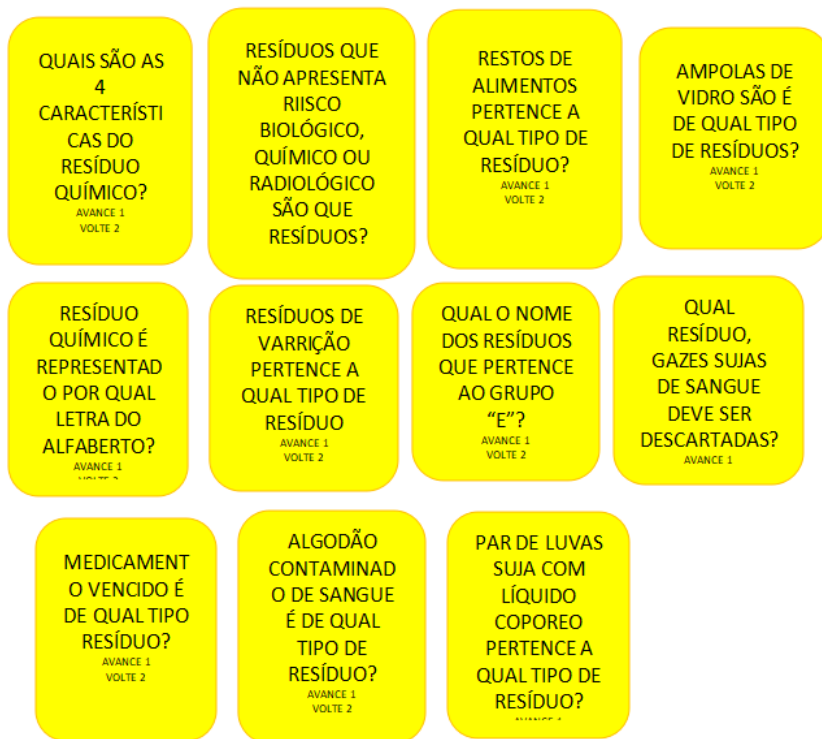 QUAIS SÃO AS
4
CARACTERÍSTI
CAS DO
RESÍDUO
QUÍMICO?
AVANCE 1
VOLTE 2
RESÍDUOS QUE
NÃO APRESENTA
RIISCO
BIOLÓGICO,
QUÍMICO OU
RADIOLÓGICO
SÃO QUE
RESÍDUOS?
RESTOS DE
ALIMENTOS
PERTENCE A
QUAL TIPO DE
RESÍDUO?
AVANCE 1
VOLTE 2
AMPOLAS DE
VIDRO SÃO É
DE QUAL TIPO
DE RESÍDUOS?
AVANCE 1
VOLTE 2
RESÍDUO
QUÍMICO É
REPRESENTAD
O POR QUAL
LETRA DO
ALFABERTO?
AVANCE 1
VOLTE 2
RESÍDUOS DE
VARRIÇÃO
PERTENCE A
QUAL TIPO DE
RESÍDUO
AVANCE 1
VOLTE 2
QUAL O NOME
DOS RESÍDUOS
QUE PERTENCE
AO GRUPO
“E”?
AVANCE 1
VOLTE 2
QUAL
RESÍDUO,
GAZES SUJAS
DE SANGUE
DEVE SER
DESCARTADAS?
AVANCE 1
MEDICAMENT
O VENCIDO É
DE QUAL TIPO
RESÍDUO?
AVANCE 1
VOLTE 2
ALGODÃO
CONTAMINAD
O DE SANGUE
É DE QUAL
TIPO DE
RESÍDUO?
AVANCE 1
VOLTE 2
PAR DE LUVAS
SUJA COM
LÍQUIDO
COPOREO
PERTENCE A
QUAL TIPO DE
RESÍDUO?
AVANCE 1